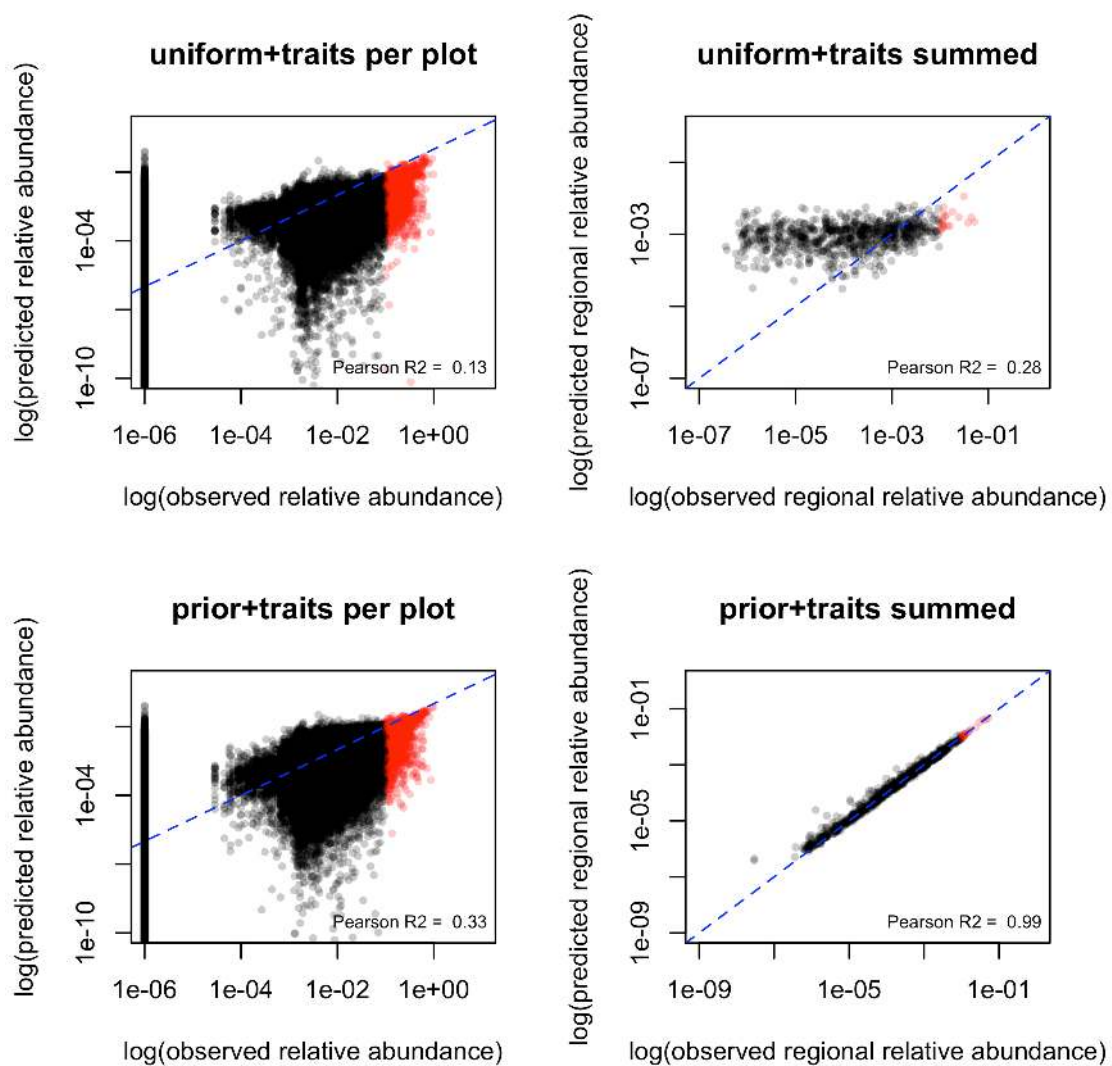 uniform+traits per plot
log(predicted relative abundance)
1e-04
1e-10
Pearson R2 = 0.13
1e-06 1e-04 1e-02 1e+00
log(observed relative abundance)
uniform+traits summed
log(predicted regional relative abundance)
1e-03
1e-07
Pearson R2 = 0.28
1e-07 1e-05 1e-03 1e-01
log(observed regional relative abundance)
prior+traits per plot
log(predicted relative abundance)
1e-04
1e-10
Pearson R2 = 0.33
1e-06 1e-04 1e-02 1e+00
log(observed relative abundance)
prior+traits summed
log(predicted regional relative abundance)
1e-01
1e-05
1e-09
Pearson R2 = 0.99
1e-09 1e-05 1e-01
log(observed regional relative abundance)